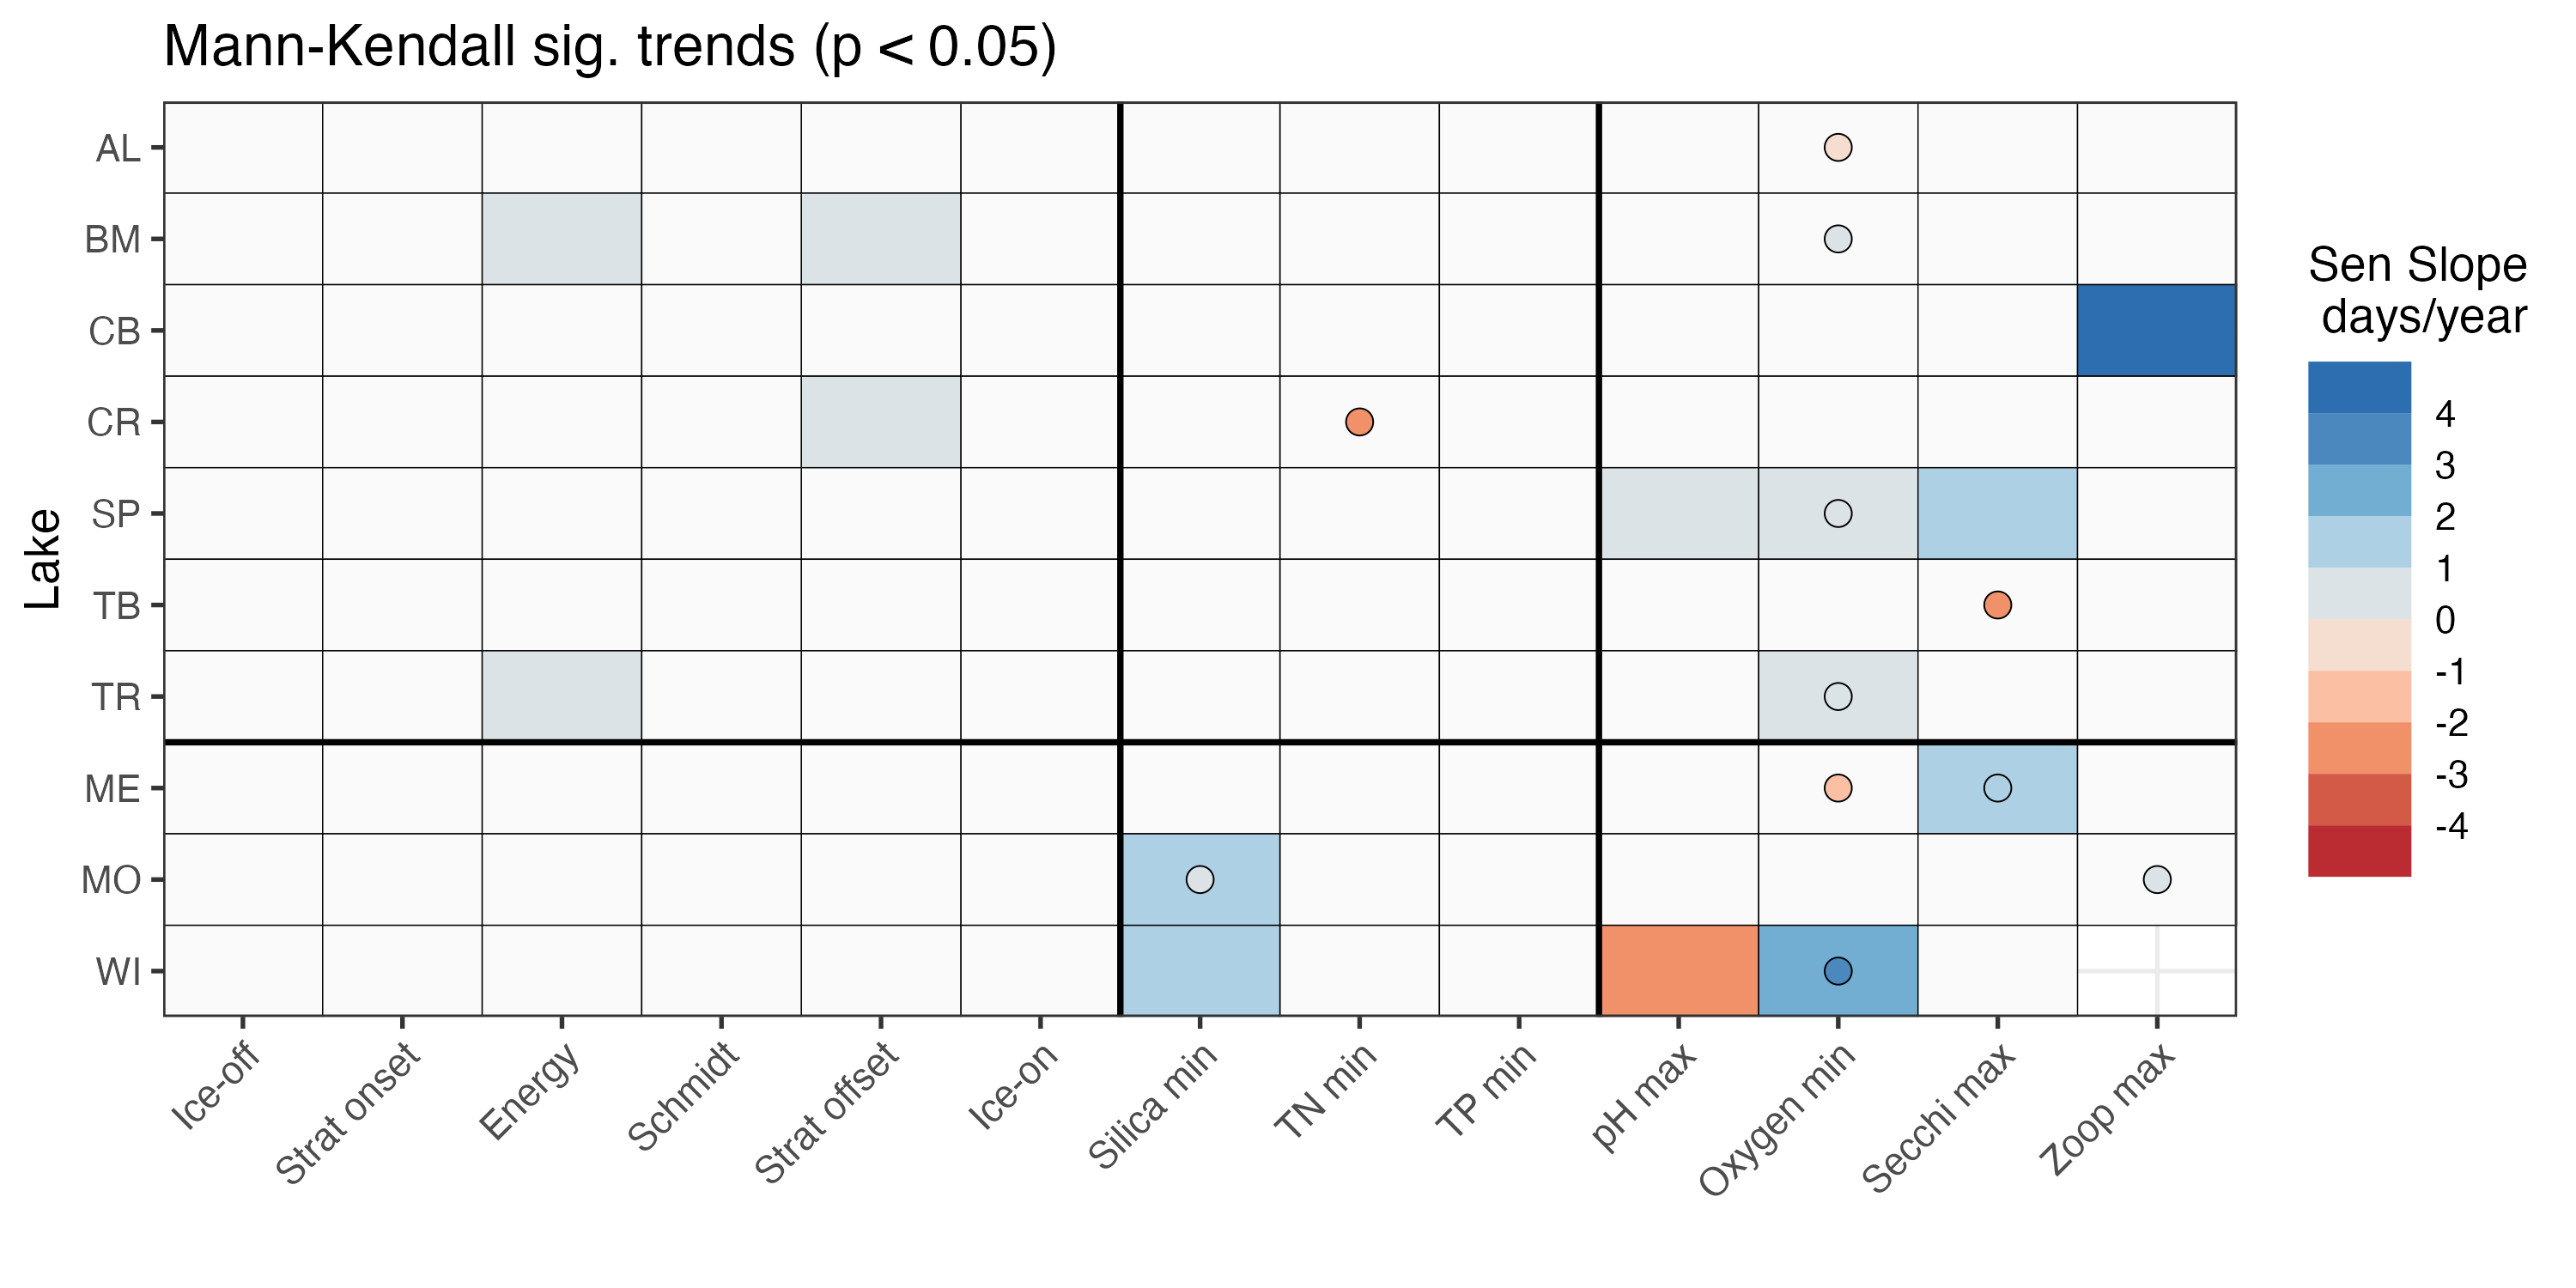 Mann-Kendall sig. trends (p < 0.05)
Lake
AL
BM
CB
CR
SP
TB
TR
ME
MO
WI
Ice-off
Strat onset
Energy
Schmidt
Strat offset
Ice-on
Silica min
TN min
TP min
pH max
Oxygen min
Secchi max
Zoop max
Sen Slope
days/year
4
3
2
1
0
-1
-2
-3
-4